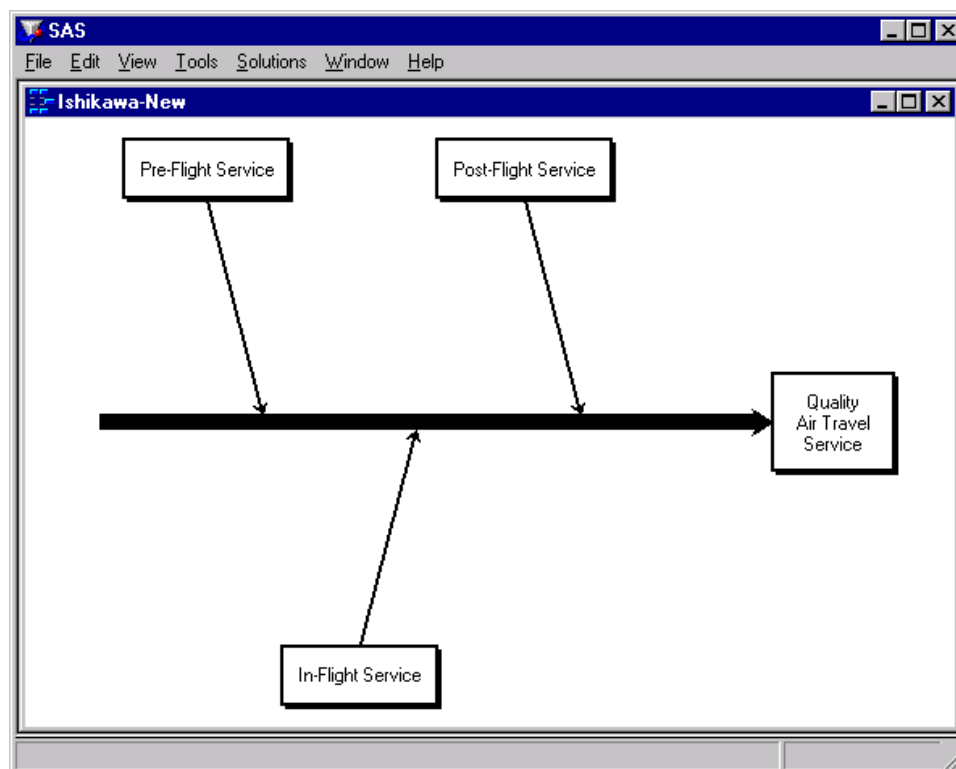 SAS
File Edit View Tools Solutions Window Help
Ishikawa-New
Pre-Flight Service
Post-Flight Service
Quality
Air Travel
Service
In-Flight Service